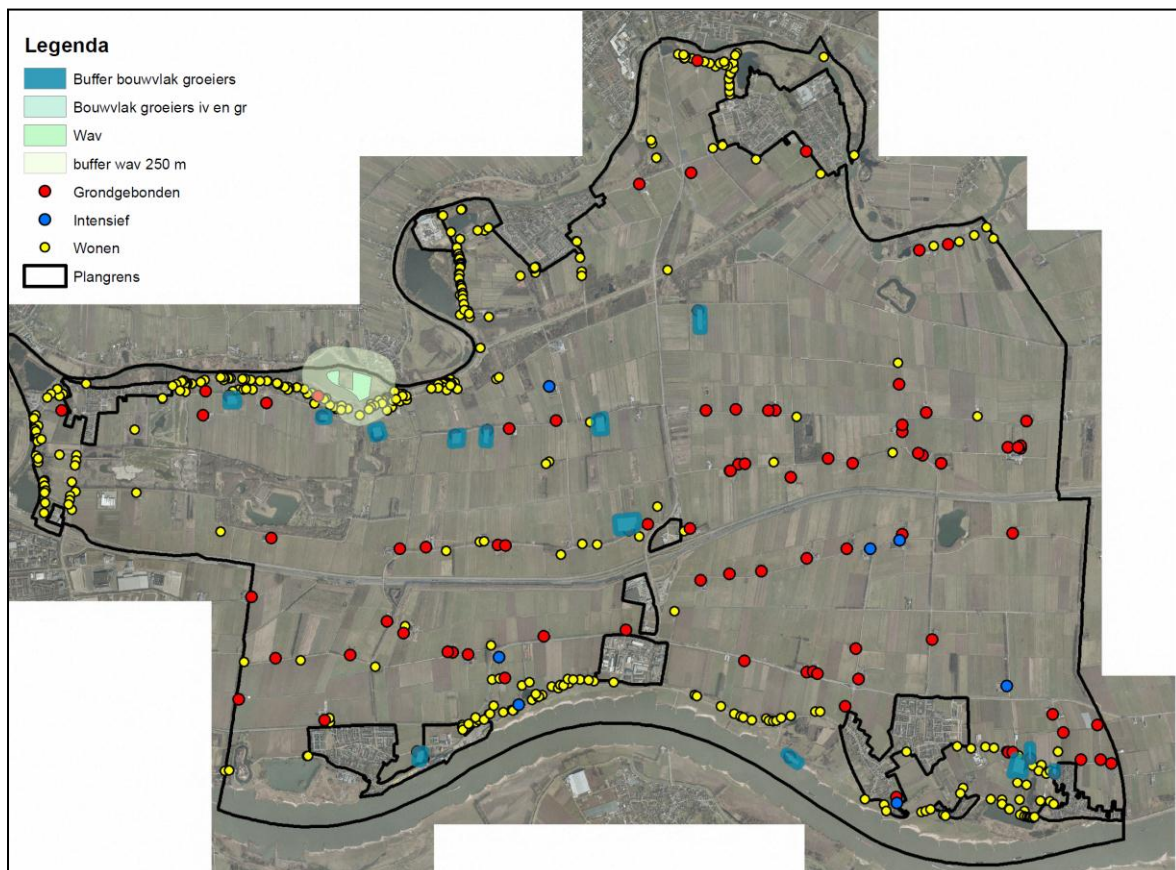 Legenda
Buffer bouwvlak groeiers
Bouwvlak groeiers iv en gr
Wav
buffer wav 250 m
Grondgebonden
Intensief
Wonen
Plangrens